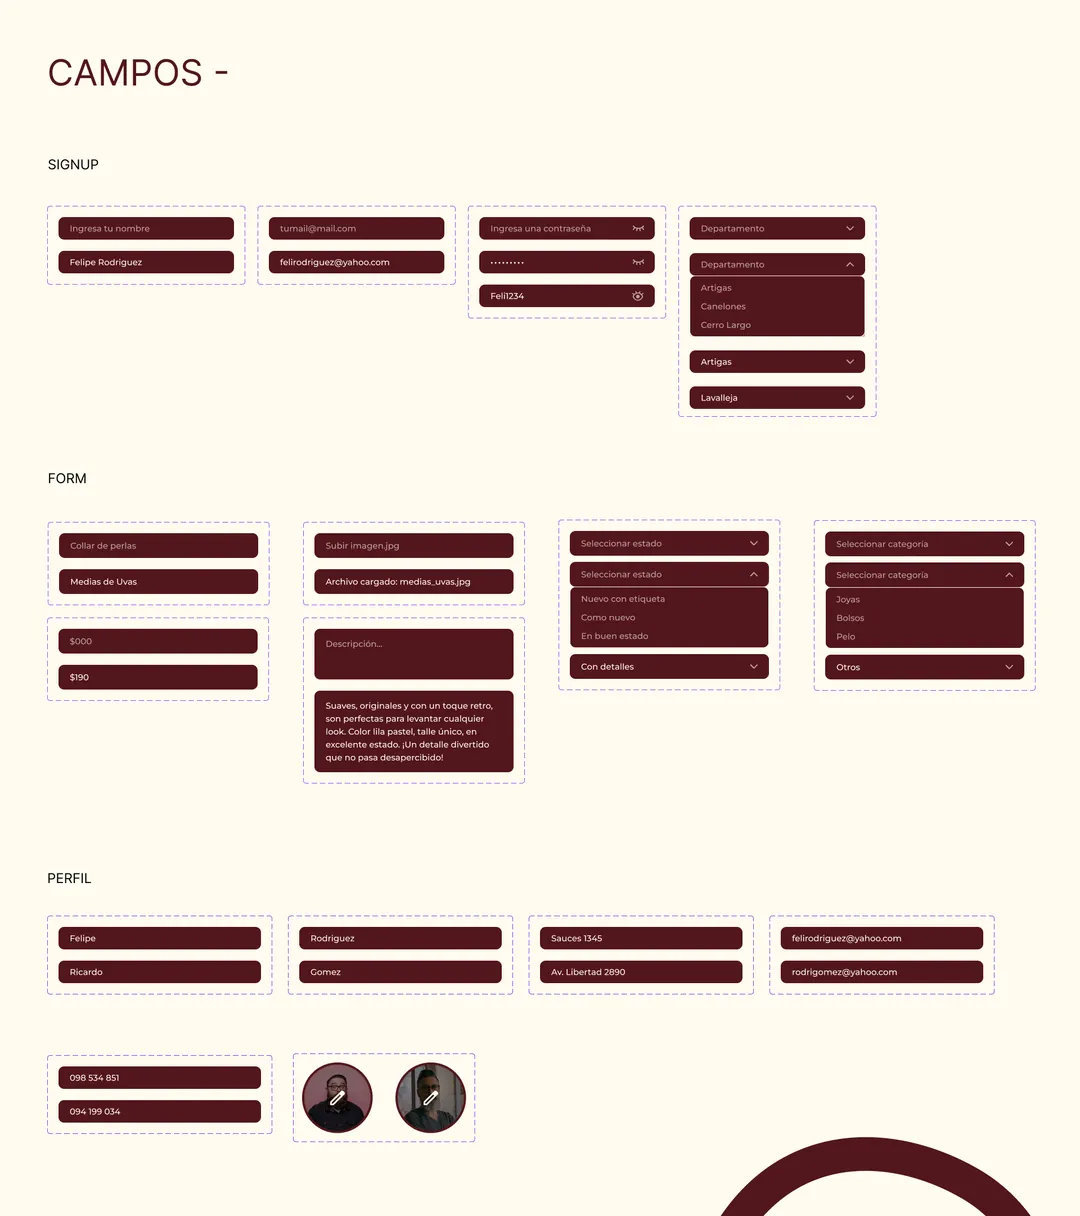 CAMPOS -
SIGNUP
Ingresa tu nombre
Felipe Rodriguez
tumail@mail.com
felirodriguez@yahoo.com
Ingresa una contraseña
•••••••••
Feli1234
Departamento
Departamento
Artigas
Canelones
Cerro Largo
Artigas
Lavalleja
FORM
Collar de perlas
Medias de Uvas
$000
$190
Subir imagen.jpg
Archivo cargado: medias_uvas.jpg
Descripción...
Suaves, originales y con un toque retro,
son perfectas para levantar cualquier
look. Color lila pastel, talle único, en
excelente estado. ¡Un detalle divertido
que no pasa desapercibido!
Seleccionar estado
Seleccionar estado
Nuevo con etiqueta
Como nuevo
En buen estado
Con detalles
Seleccionar categoría
Seleccionar categoría
Joyas
Bolsos
Pelo
Otros
PERFIL
Felipe
Ricardo
Rodriguez
Gomez
Sauces 1345
Av. Libertad 2890
felirodriguez@yahoo.com
rodrigomez@yahoo.com
098 534 851
094 199 034